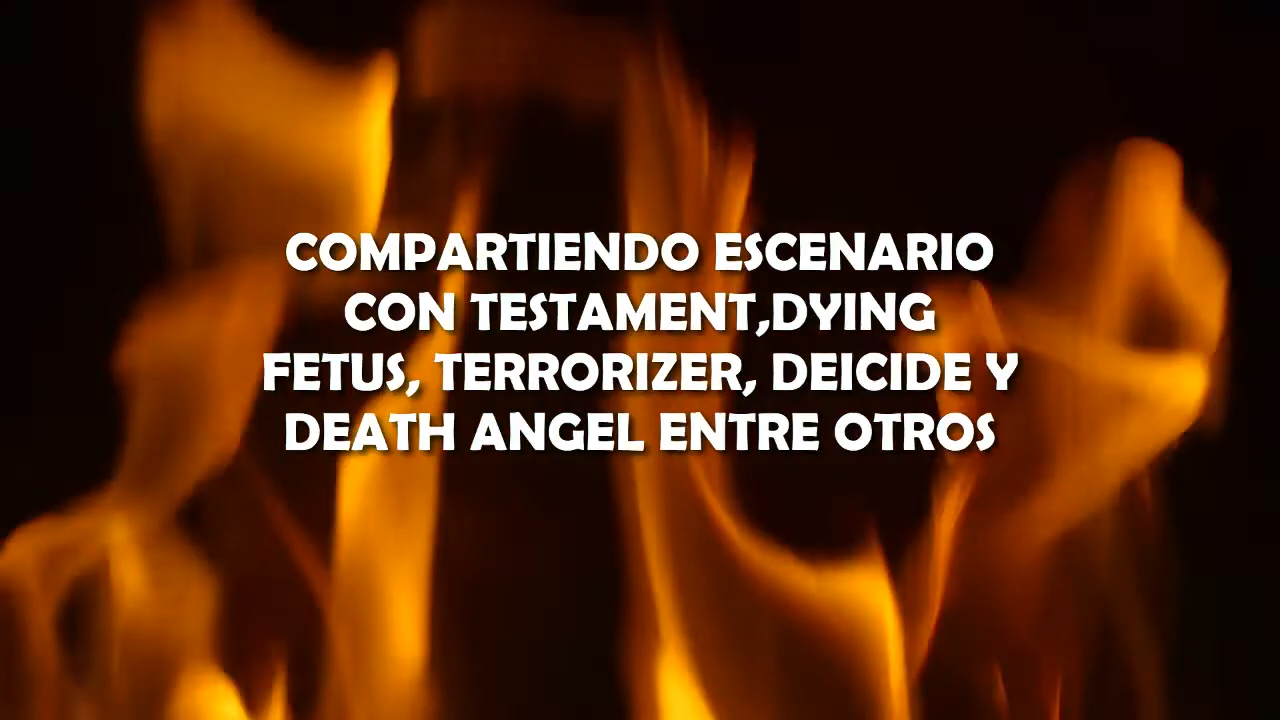 COMPARTIENDO ESCENARIO
CON TESTAMENT,DYING
FETUS, TERRORIZER, DEICIDE Y
DEATH ANGEL ENTRE OTROS